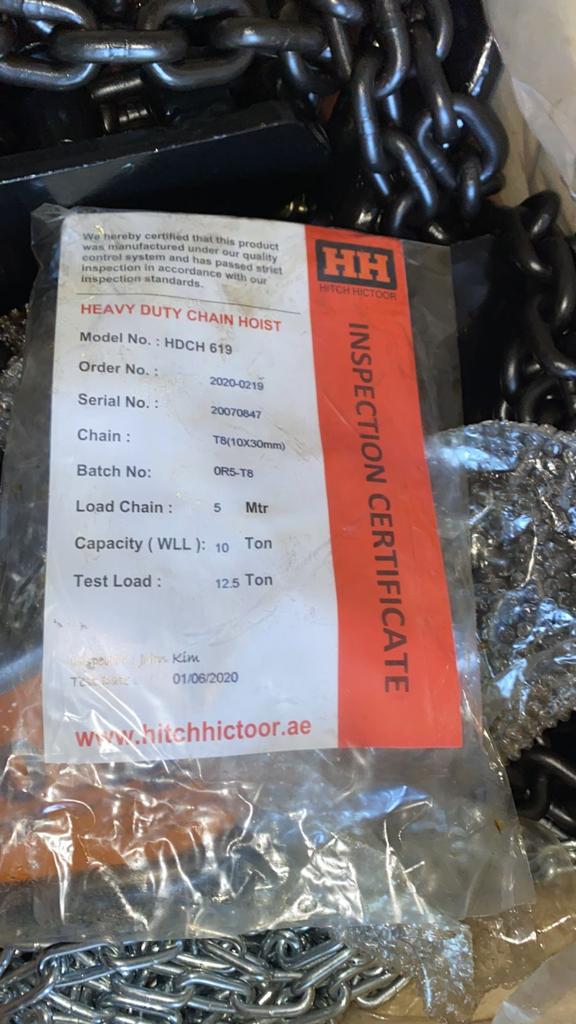 We hereby certified that this product
was manufactured under our quality
control system and has passed strict
inspection in accordance with our
inspection standards.
HH
HITCH HICTOOR
INSPECTION CERTIFICATE
HEAVY DUTY CHAIN HOIST
Model No. : HDCH 619
Order No. : 2020-0219
Serial No. : 20070847
Chain : T8(10X30mm)
Batch No: 0R5-T8
Load Chain : 5 Mtr
Capacity ( WLL ): 10 Ton
Test Load : 12.5 Ton
John Kim
Test Date : 01/06/2020
www.hitchhictoor.ae